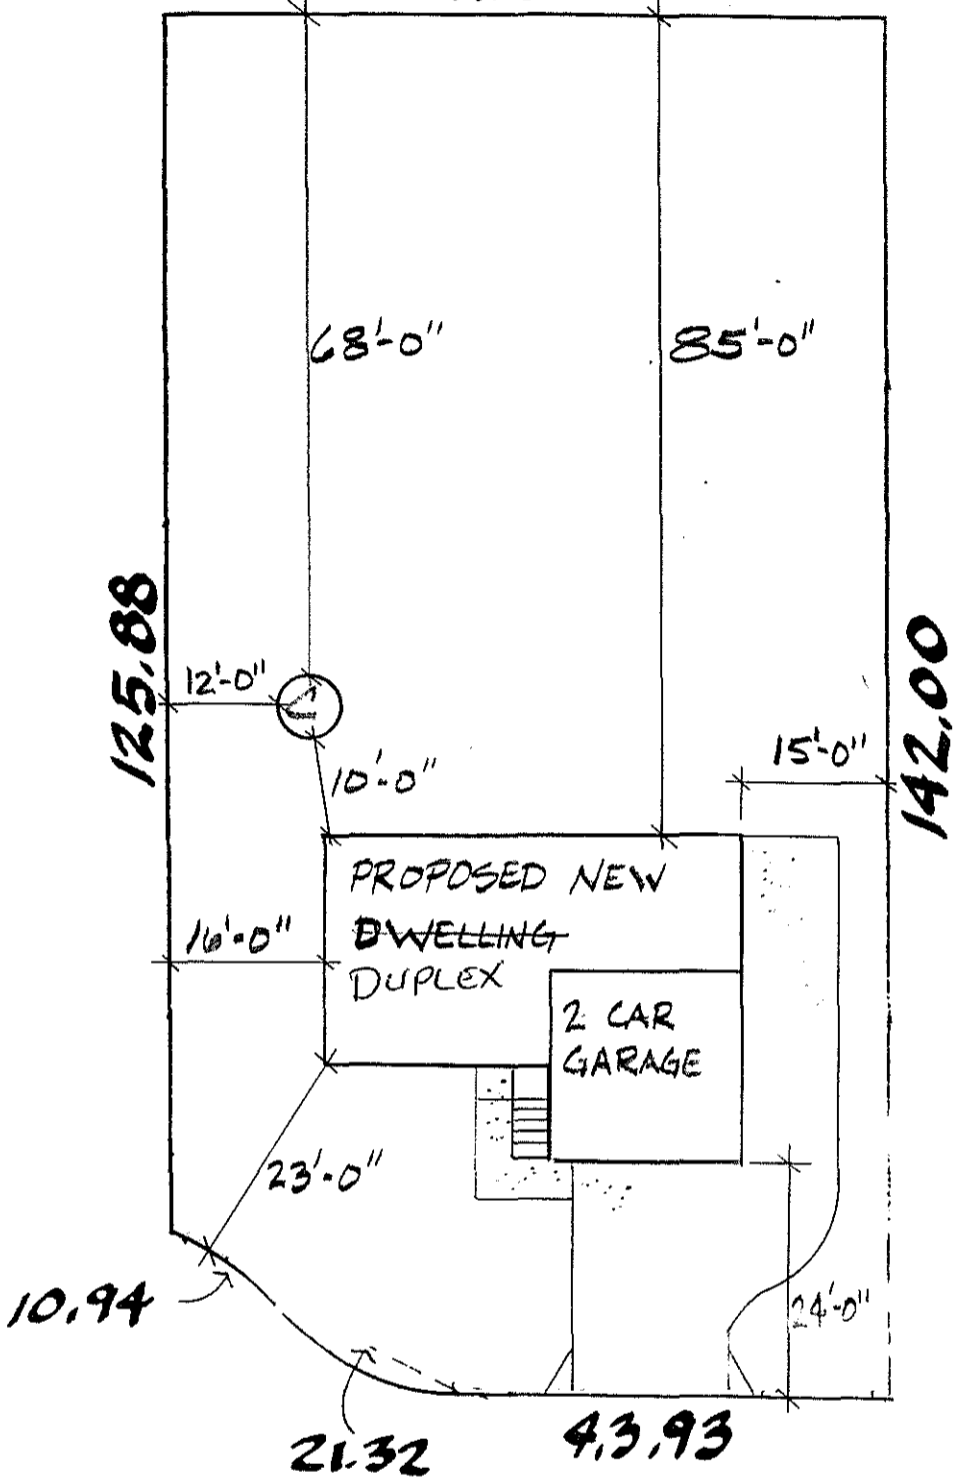 68'-0"
85'-0"
125.88
12'-0"
142.00
15'-0"
10'-0"
PROPOSED NEW
DWELLING
DUPLEX
16'-0"
2 CAR
GARAGE
23'-0"
10.94
24'-0"
21.32
43.93